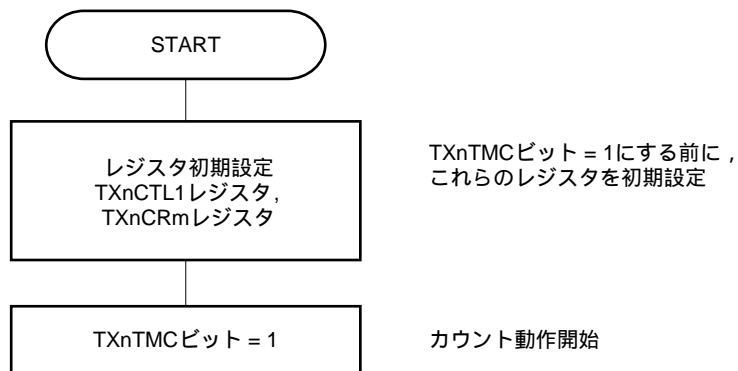 START
レジスタ初期設定
TXnCTL1レジスタ,
TXnCRmレジスタ
TXnTMCビット = 1にする前に，
これらのレジスタを初期設定
TXnTMCビット = 1
カウント動作開始